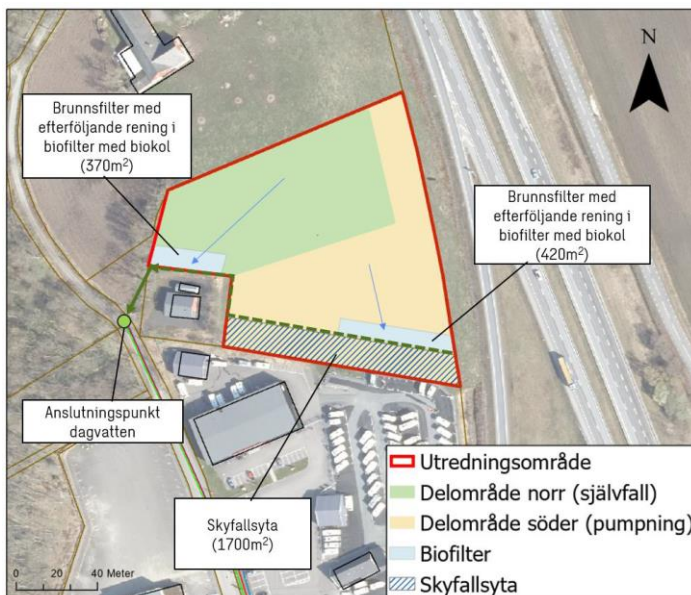 N
Brunnsfilter med
efterföljande rening i
biofilter med biokol
(370m²)
Brunnsfilter med
efterföljande rening i
biofilter med biokol
(420m²)
Anslutningspunkt
dagvatten
Skyfallsyta
(1700m²)
Utredningsområde
Delområde norr (självfall)
Delområde söder (pumpning)
Biofilter
Skyfallsyta
0 20 40 Meter